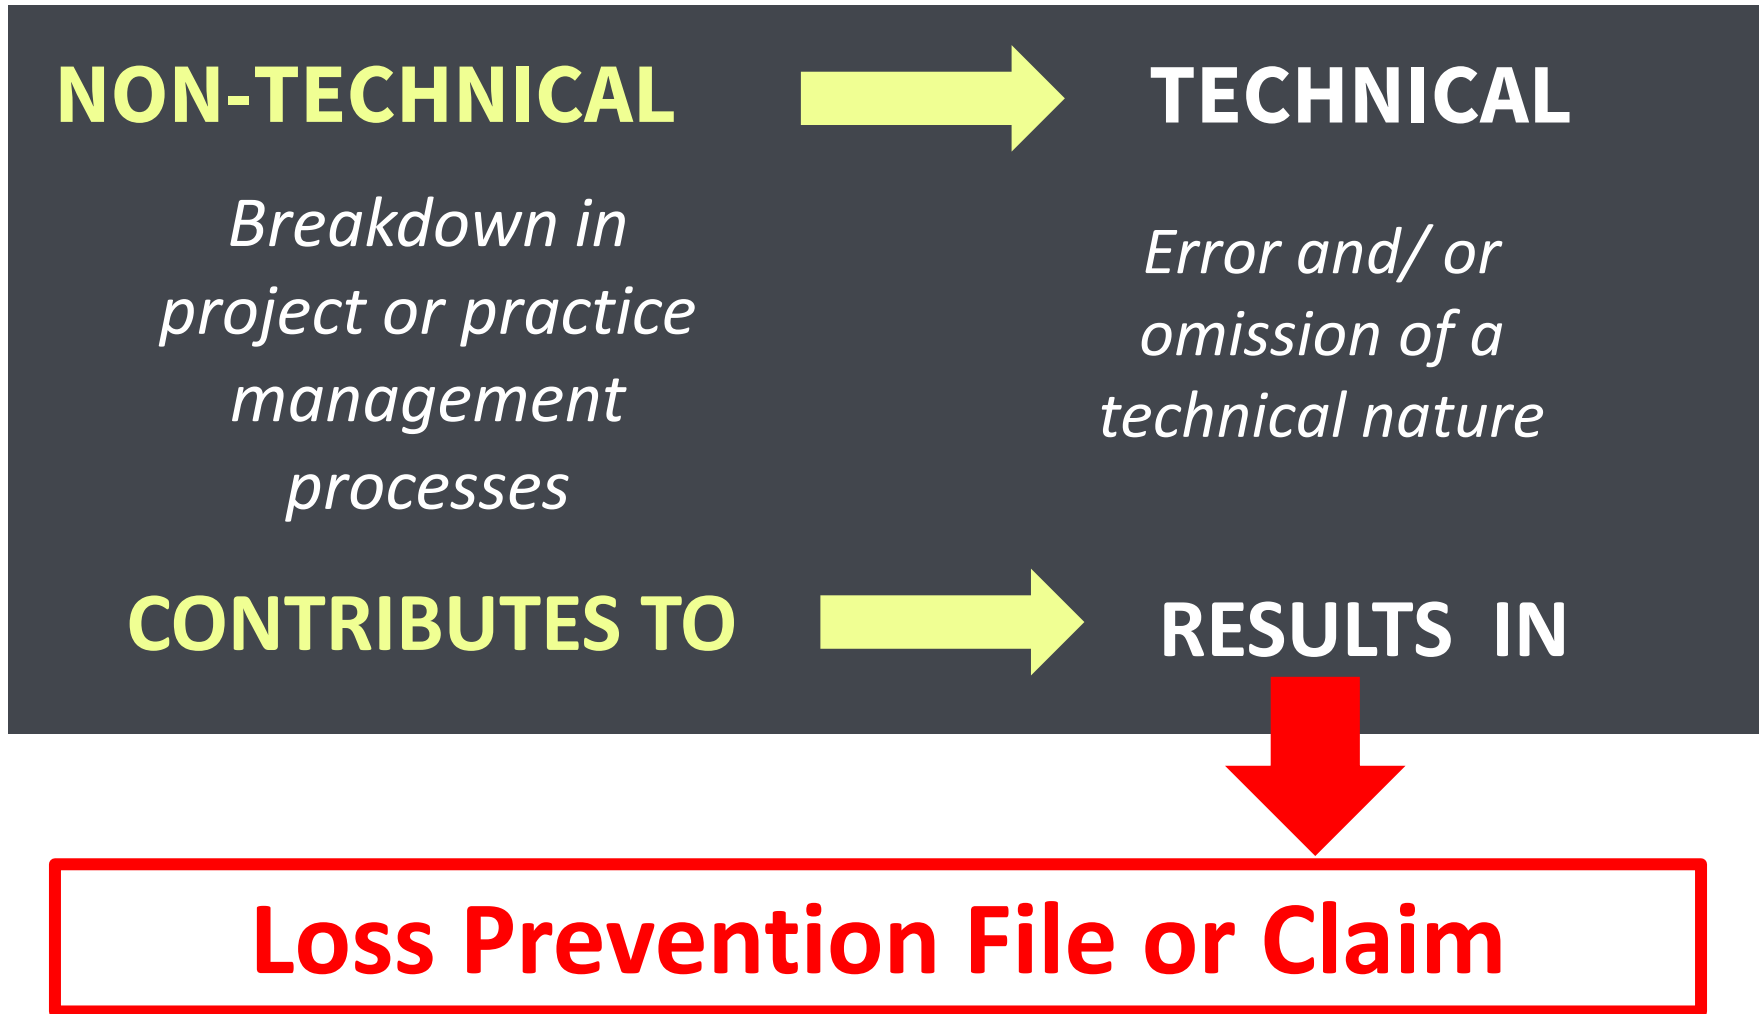 NON-TECHNICAL
TECHNICAL
Breakdown in
project or practice
management
processes
Error and/ or
omission of a
technical nature
CONTRIBUTES TO
RESULTS  IN
Loss Prevention File or Claim